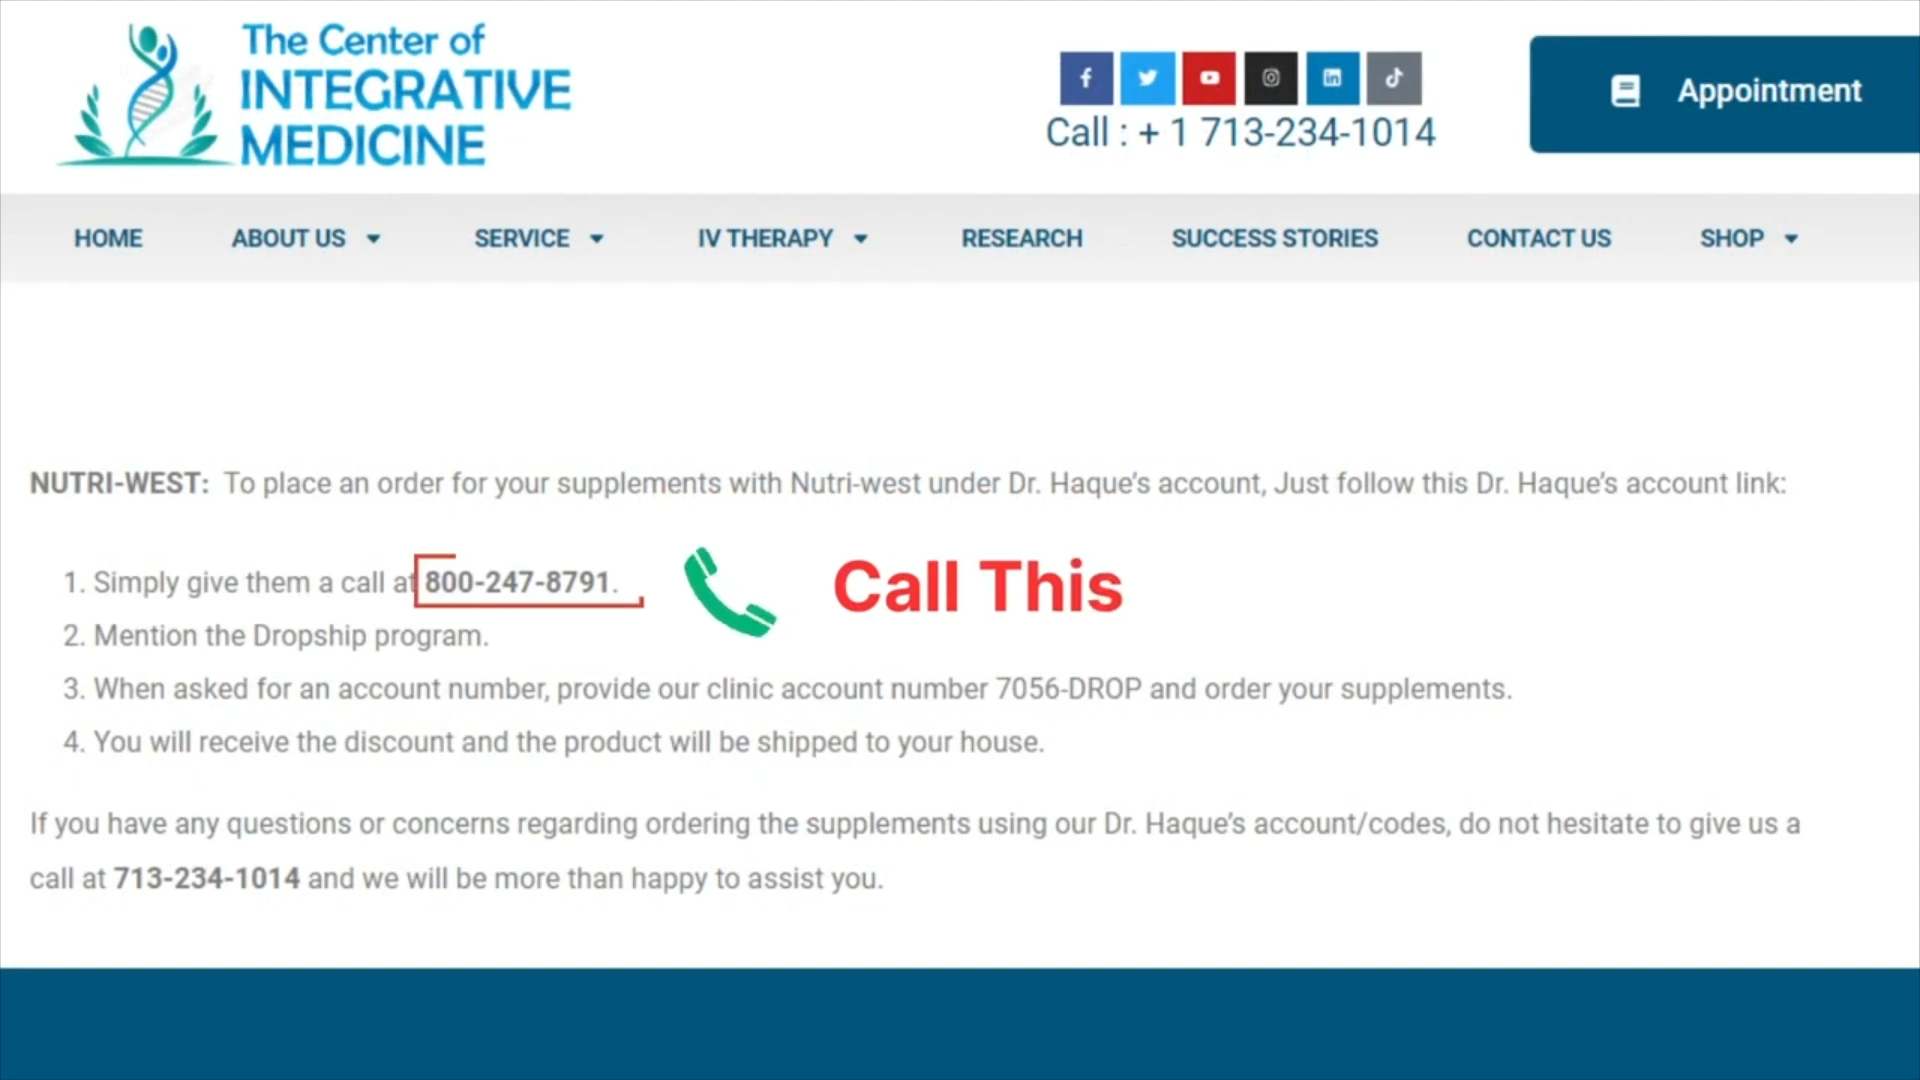 The Center of
INTEGRATIVE
MEDICINE
Call : + 1 713-234-1014
Appointment
HOME ABOUT US SERVICE IV THERAPY RESEARCH SUCCESS STORIES CONTACT US SHOP
NUTRI-WEST: To place an order for your supplements with Nutri-west under Dr. Haque’s account, Just follow this Dr. Haque’s account link:
1. Simply give them a call at 800-247-8791.
Call This
2. Mention the Dropship program.
3. When asked for an account number, provide our clinic account number 7056-DROP and order your supplements.
4. You will receive the discount and the product will be shipped to your house.
If you have any questions or concerns regarding ordering the supplements using our Dr. Haque’s account/codes, do not hesitate to give us a
call at 713-234-1014 and we will be more than happy to assist you.